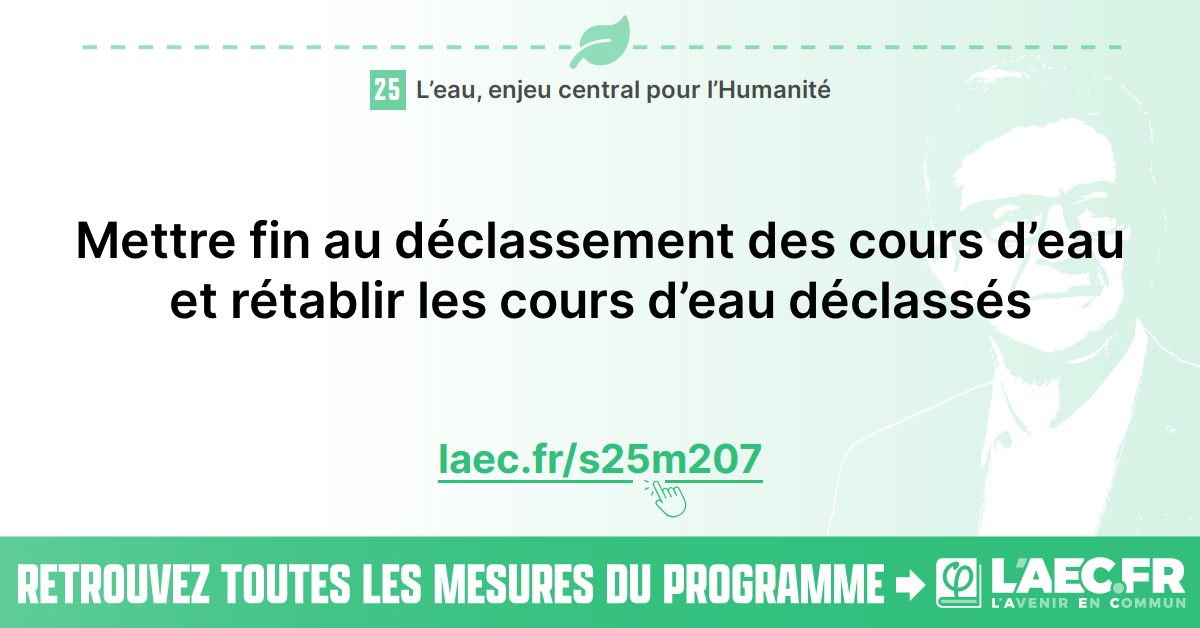 25 L’eau, enjeu central pour l’Humanité
Mettre fin au déclassement des cours d’eau
et rétablir les cours d’eau déclassés
laec.fr/s25m207
RETROUVEZ TOUTES LES MESURES DU PROGRAMME
φ L'AEC.FR
L'AVENIR EN COMMUN